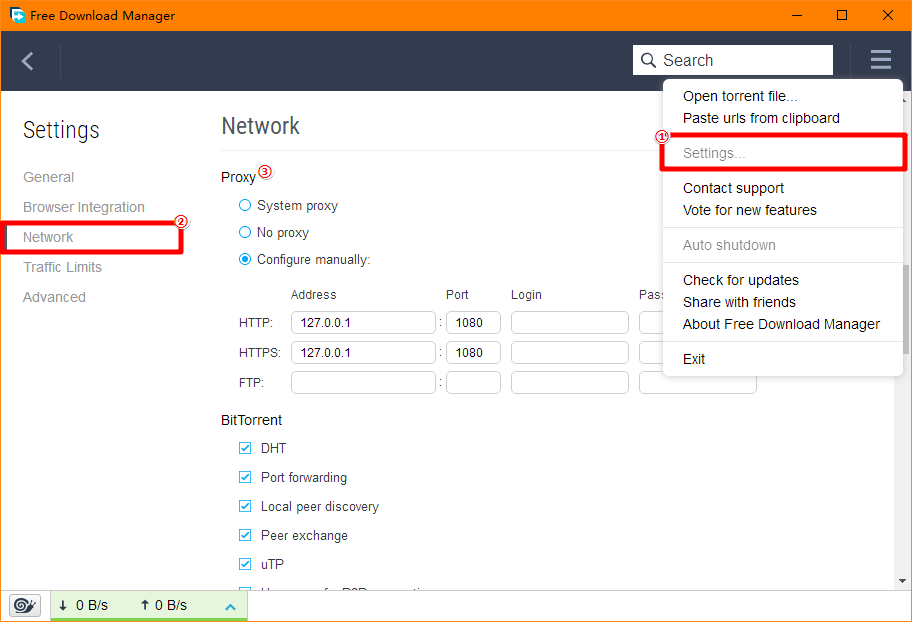 Free Download Manager
Search
Open torrent file...
Paste urls from clipboard
①
Settings...
Contact support
Vote for new features
Auto shutdown
Check for updates
Share with friends
About Free Download Manager
Exit
Settings
General
Browser Integration
②
Network
Traffic Limits
Advanced
Network
Proxy ③
System proxy
No proxy
Configure manually:
Address Port Login
HTTP: 127.0.0.1 : 1080
HTTPS: 127.0.0.1 : 1080
FTP: :
BitTorrent
DHT
Port forwarding
Local peer discovery
Peer exchange
uTP
↓ 0 B/s ↑ 0 B/s